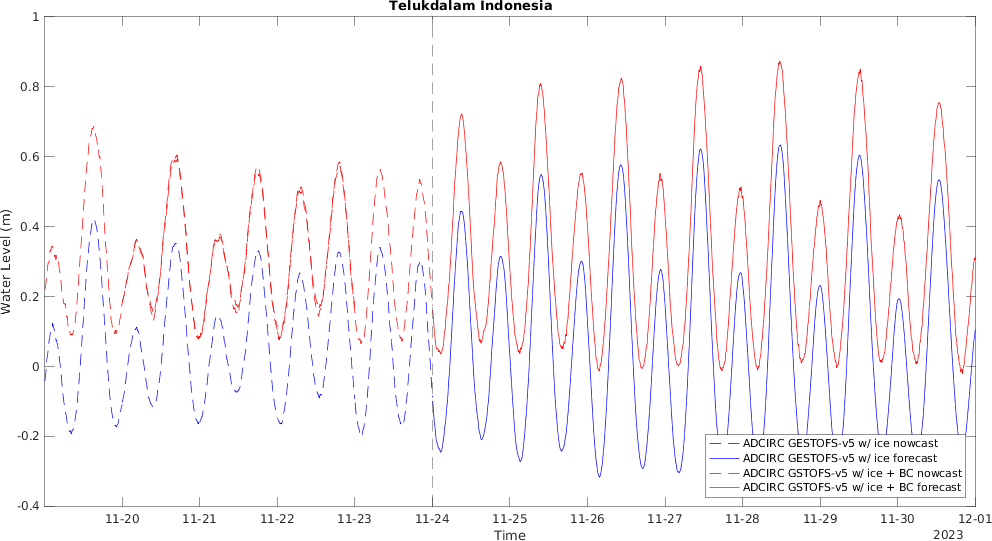 Telukdalam Indonesia
Water Level (m)
1
0.8
0.6
0.4
0.2
0
-0.2
-0.4
ADCIRC GESTOFS-v5 w/ ice nowcast
ADCIRC GESTOFS-v5 w/ ice forecast
ADCIRC GSTOFS-v5 w/ ice + BC nowcast
ADCIRC GSTOFS-v5 w/ ice + BC forecast
11-20 11-21 11-22 11-23 11-24 11-25 11-26 11-27 11-28 11-29 11-30 12-01
Time
2023